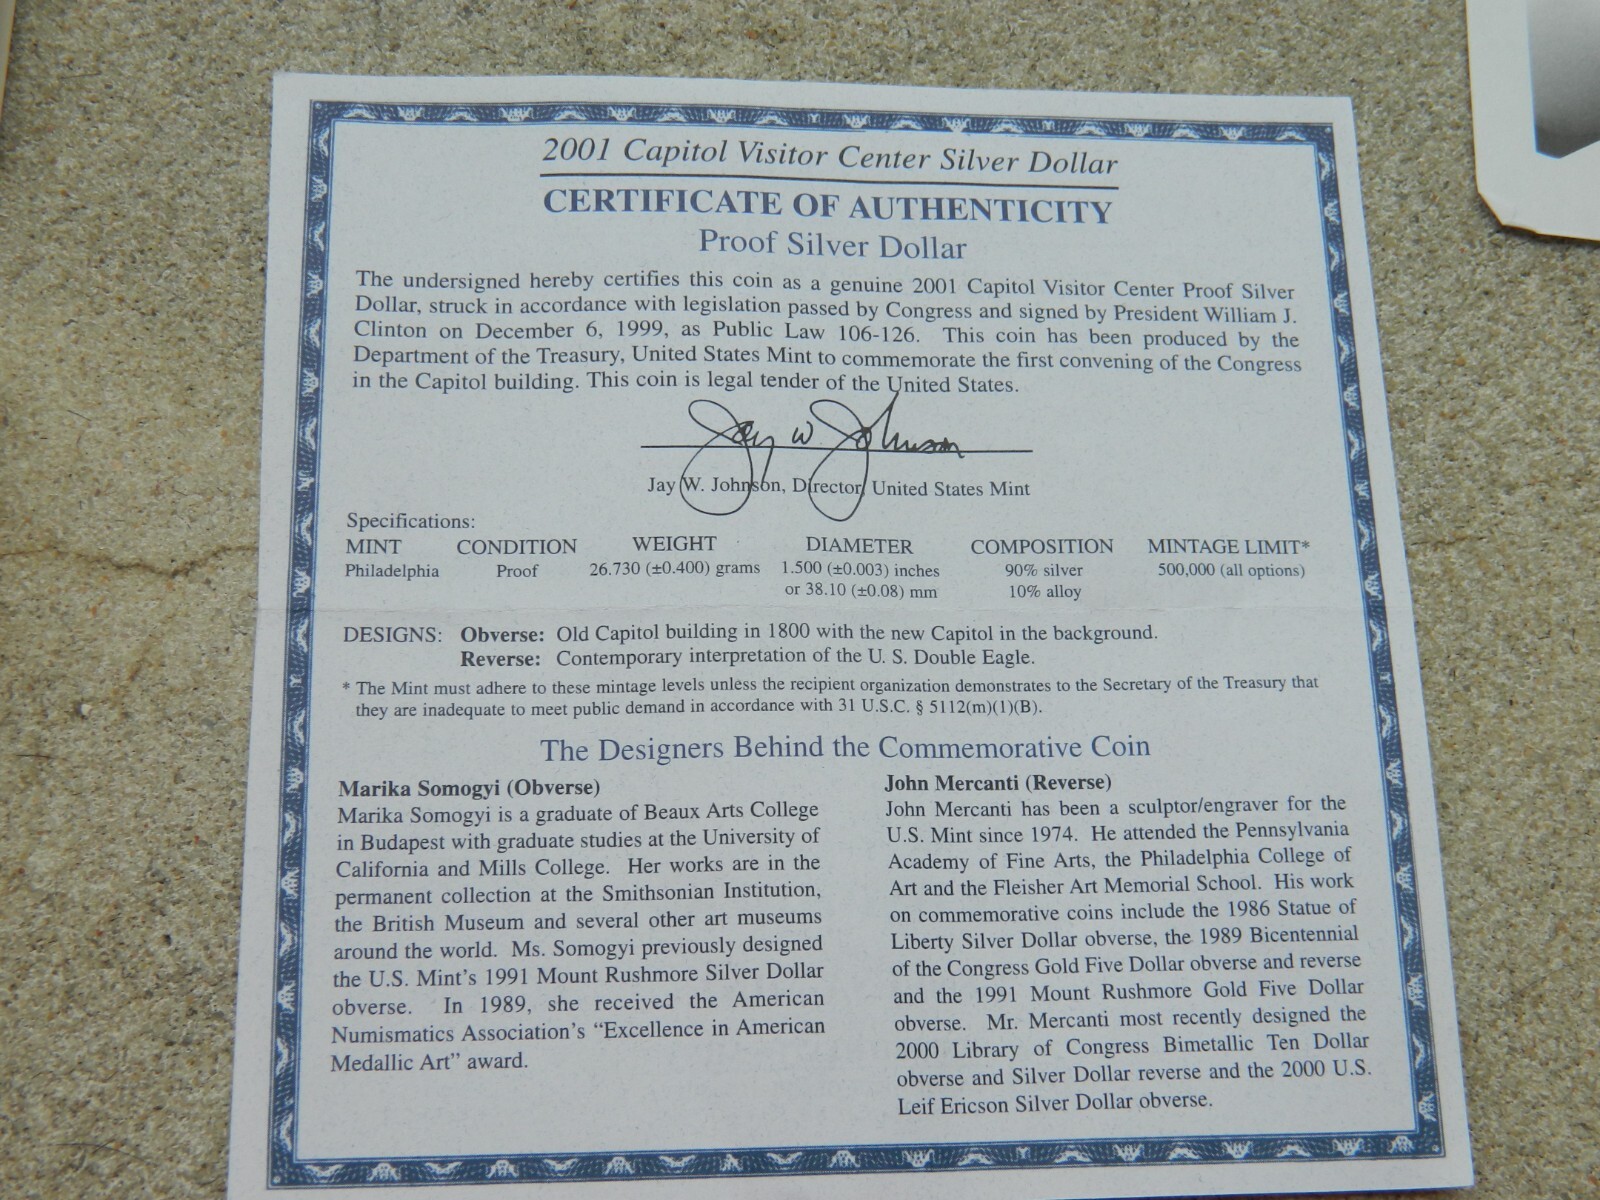 2001 Capitol Visitor Center Silver Dollar
CERTIFICATE OF AUTHENTICITY
Proof Silver Dollar
The undersigned hereby certifies this coin as a genuine 2001 Capitol Visitor Center Proof Silver
Dollar, struck in accordance with legislation passed by Congress and signed by President William J.
Clinton on December 6, 1999, as Public Law 106-126. This coin has been produced by the
Department of the Treasury, United States Mint to commemorate the first convening of the Congress
in the Capitol building. This coin is legal tender of the United States.
Jay W. Johnson
Jay W. Johnson, Director, United States Mint
Specifications:
MINT CONDITION WEIGHT DIAMETER COMPOSITION MINTAGE LIMIT*
Philadelphia Proof 26.730 (±0.400) grams 1.500 (±0.003) inches 90% silver 500,000 (all options)
or 38.10 (±0.08) mm 10% alloy
DESIGNS: Obverse: Old Capitol building in 1800 with the new Capitol in the background.
Reverse: Contemporary interpretation of the U. S. Double Eagle.
* The Mint must adhere to these mintage levels unless the recipient organization demonstrates to the Secretary of the Treasury that
they are inadequate to meet public demand in accordance with 31 U.S.C. § 5112(m)(1)(B).
The Designers Behind the Commemorative Coin
Marika Somogyi (Obverse)
Marika Somogyi is a graduate of Beaux Arts College
in Budapest with graduate studies at the University of
California and Mills College. Her works are in the
permanent collection at the Smithsonian Institution,
the British Museum and several other art museums
around the world. Ms. Somogyi previously designed
the U.S. Mint's 1991 Mount Rushmore Silver Dollar
obverse. In 1989, she received the American
Numismatics Association's "Excellence in American
Medallic Art" award.
John Mercanti (Reverse)
John Mercanti has been a sculptor/engraver for the
U.S. Mint since 1974. He attended the Pennsylvania
Academy of Fine Arts, the Philadelphia College of
Art and the Fleisher Art Memorial School. His work
on commemorative coins include the 1986 Statue of
Liberty Silver Dollar obverse, the 1989 Bicentennial
of the Congress Gold Five Dollar obverse and reverse
and the 1991 Mount Rushmore Gold Five Dollar
obverse. Mr. Mercanti most recently designed the
2000 Library of Congress Bimetallic Ten Dollar
obverse and Silver Dollar reverse and the 2000 U.S.
Leif Ericson Silver Dollar obverse.